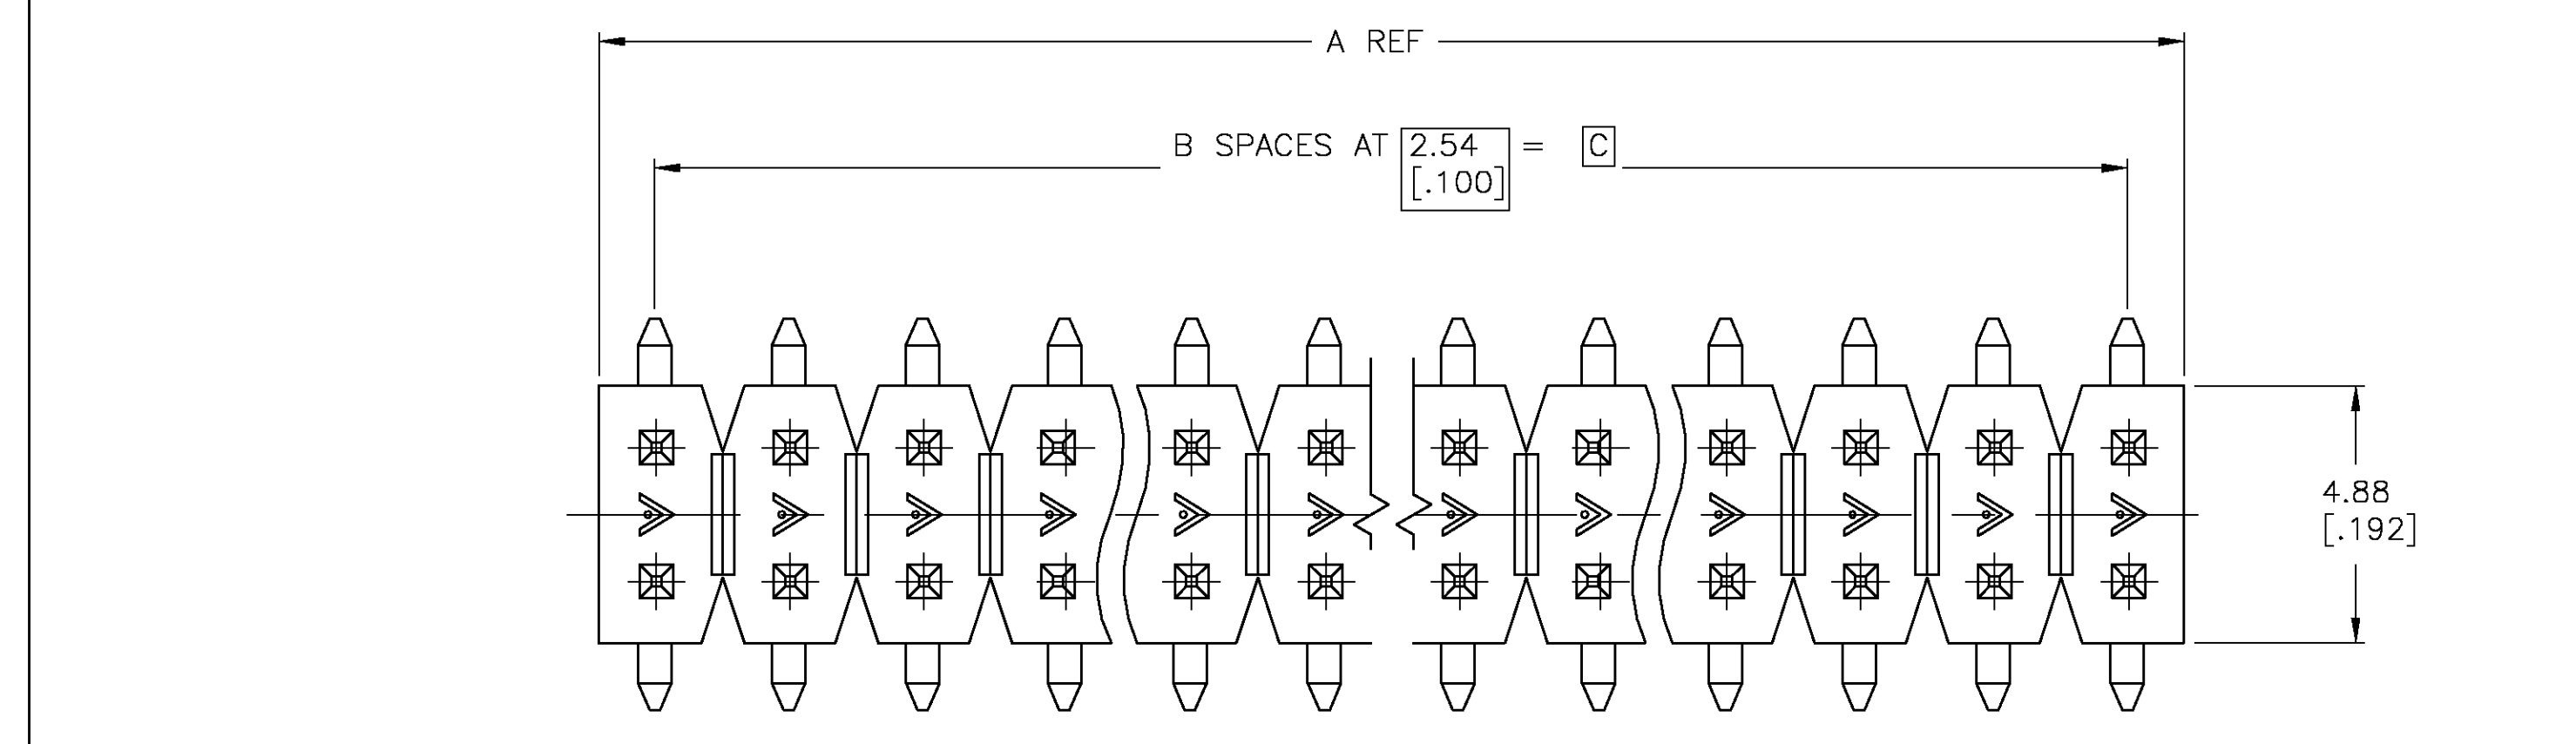 A REF
B SPACES AT 2.54 = C
[.100]
4.88
[.192]